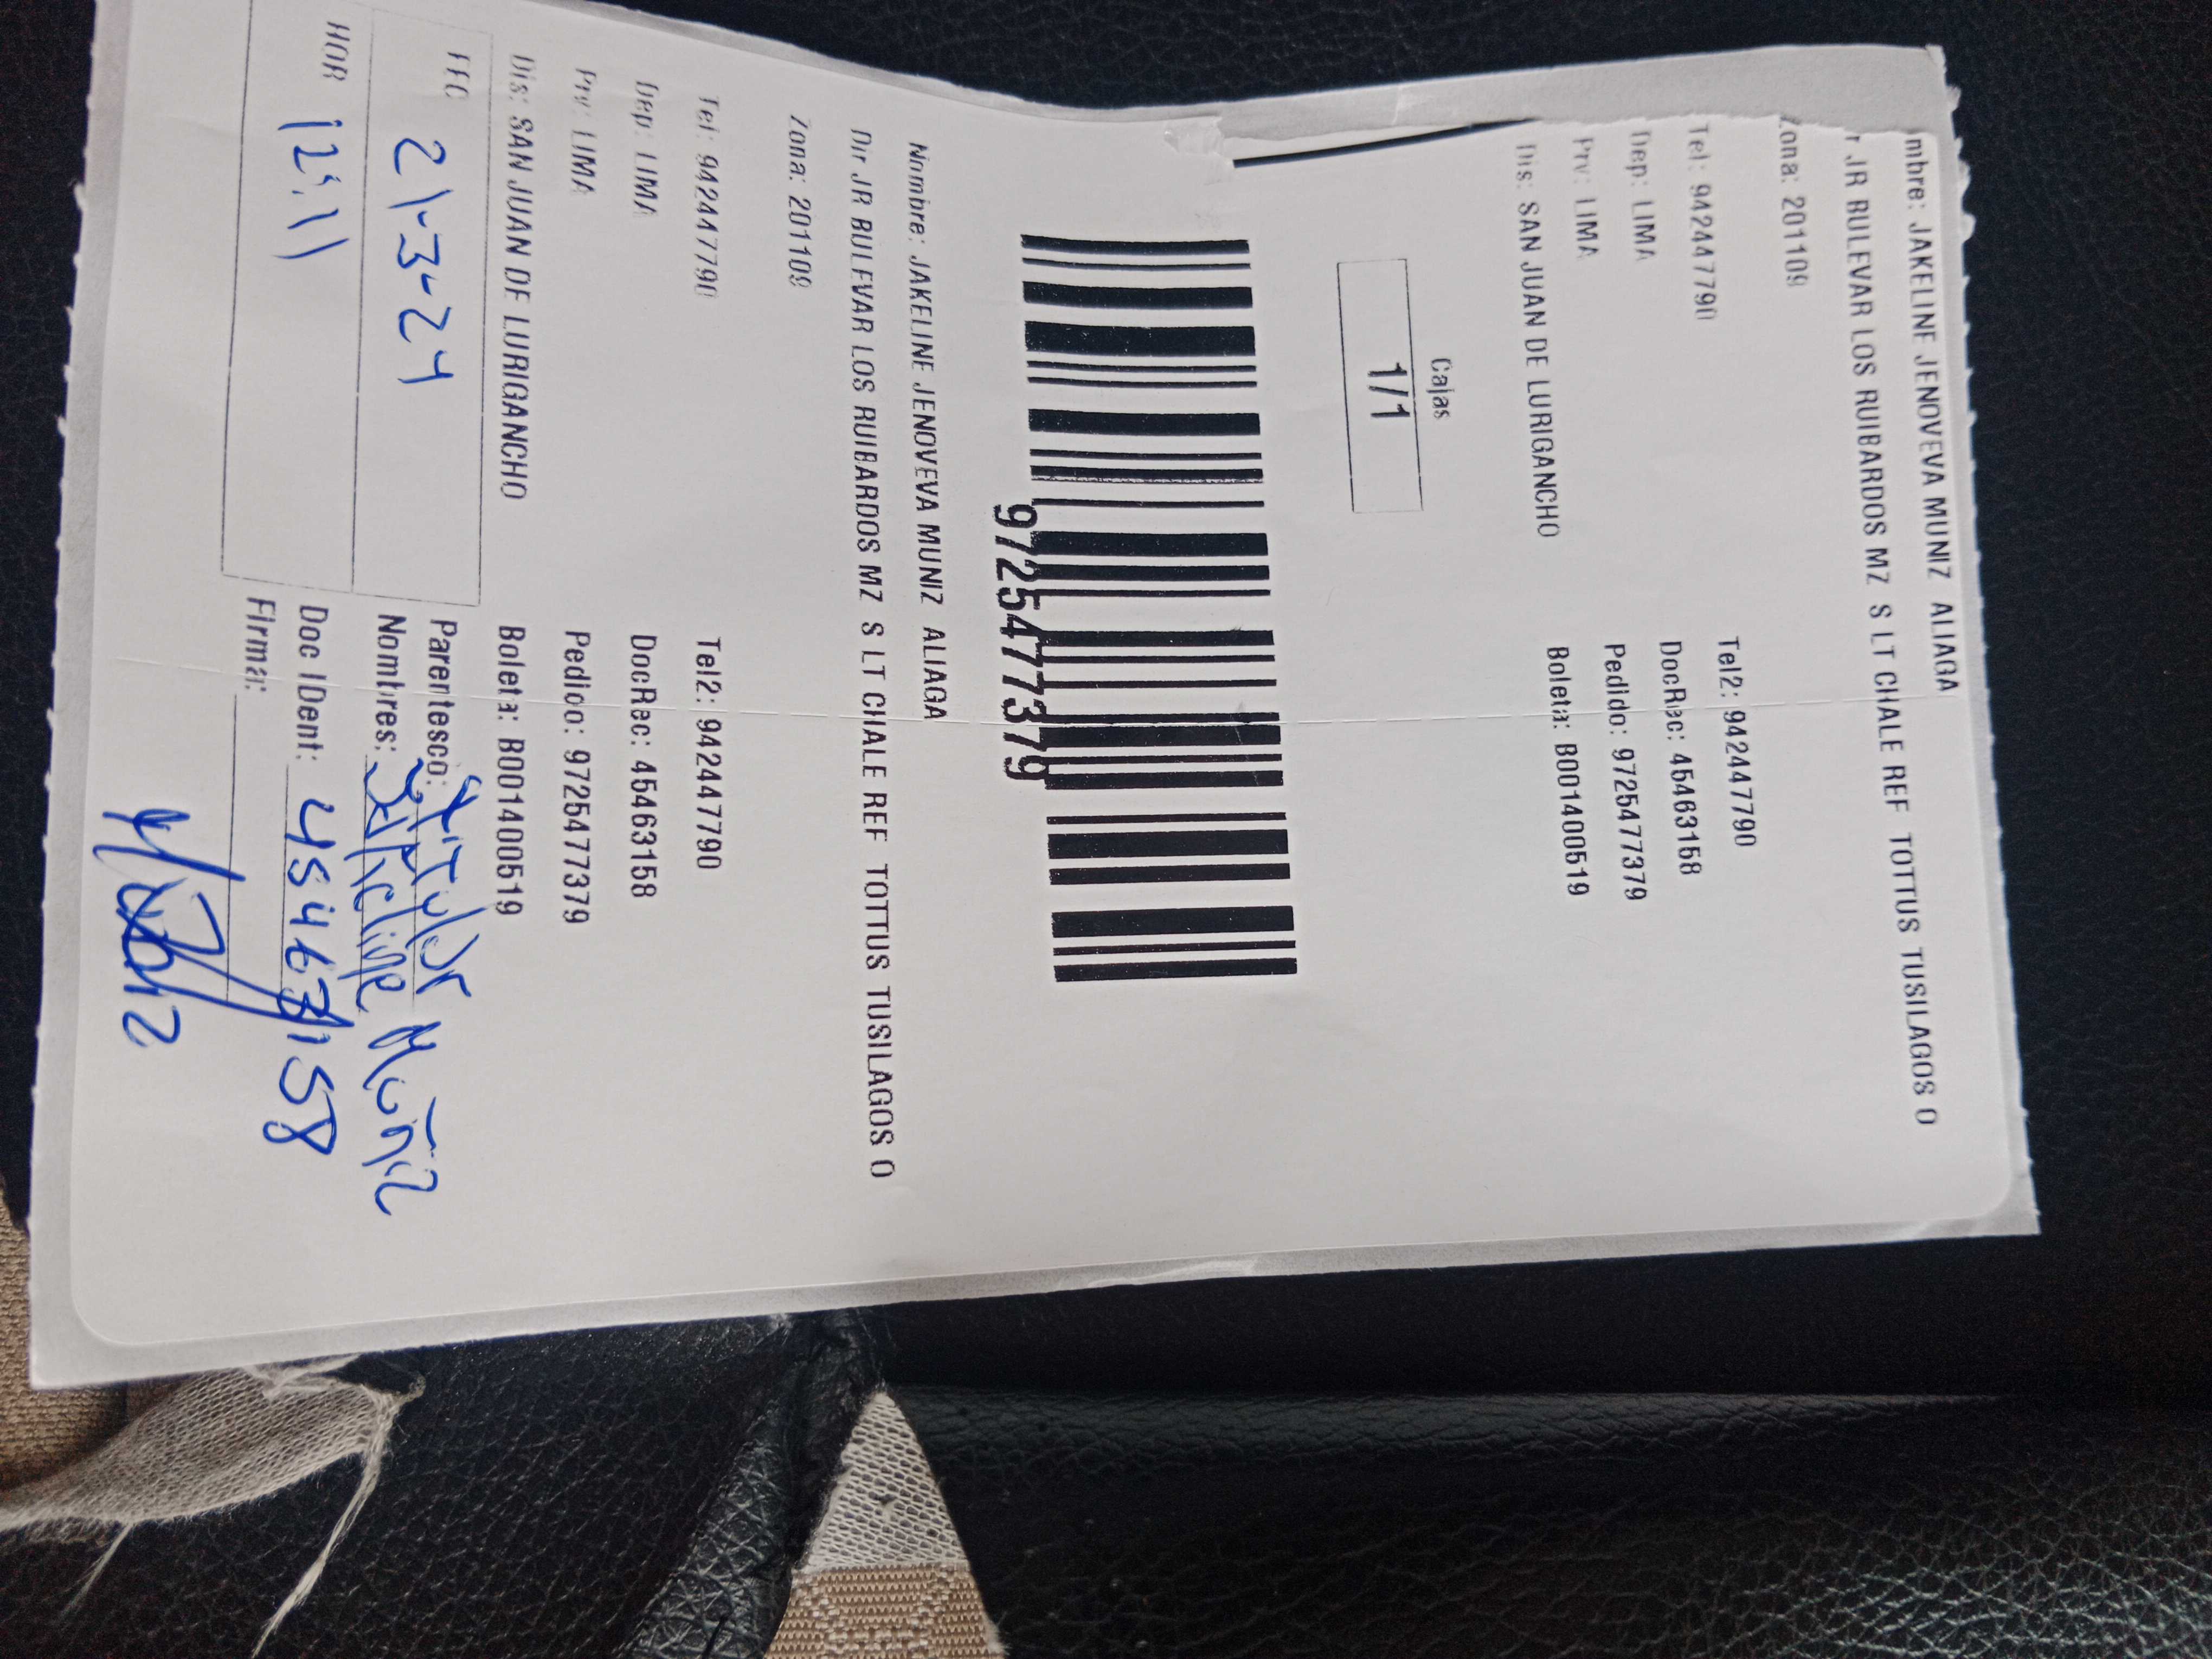 mbre: JAKELINE JENOVEVA MUNIZ ALIAGA
r JR BULEVAR LOS RUIBARDOS MZ S LT CHALE REF TOTTUS TUSILAGOS 0
Zona: 201109
Tel: 942447790 Tel2: 942447790
Dep: LIMA DocRec: 45463158
Prv: LIMA Pedido: 9725477379
Dis: SAN JUAN DE LURIGANCHO Boleta: B001400519
Cajas
1/1
9725477379
Nombre: JAKELINE JENOVEVA MUNIZ ALIAGA
Dir JR BULEVAR LOS RUIBARDOS MZ S LT CHALE REF TOTTUS TUSILAGOS 0
Zona: 201109
Tel: 942447790 Tel2: 942447790
Dep: LIMA DocRec: 45463158
Prv: LIMA Pedido: 9725477379
Dis: SAN JUAN DE LURIGANCHO Boleta: B001400519
FEC 21-3-24 Parentesco: Titular
Nombres: Jakeline Muñiz
HOR 12:11 Doc IDent: 45463158
Firma: